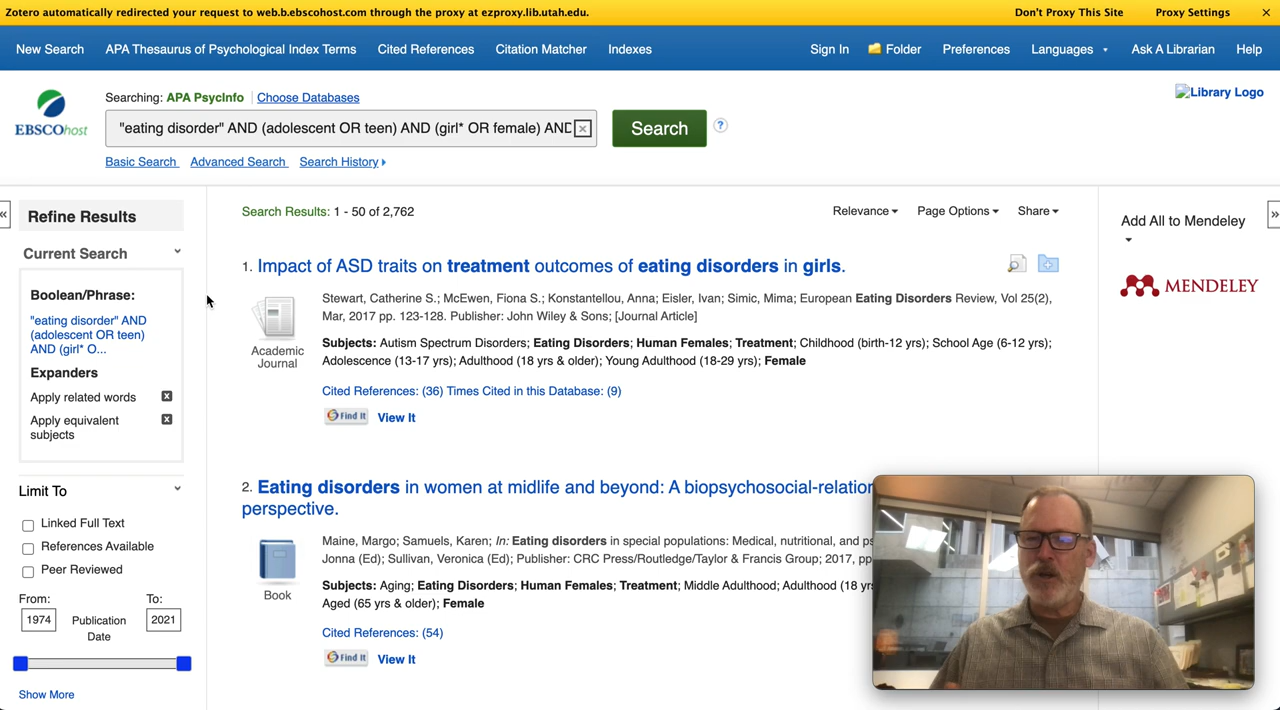 Zotero automatically redirected your request to web.b.ebscohost.com through the proxy at ezproxy.lib.utah.edu.
Don't Proxy This Site
Proxy Settings
New Search
APA Thesaurus of Psychological Index Terms
Cited References
Citation Matcher
Indexes
Sign In
Folder
Preferences
Languages
Ask A Librarian
Help
EBSCOhost
Searching: APA PsycInfo
Choose Databases
"eating disorder" AND (adolescent OR teen) AND (girl* OR female) AND
Search
?
Library Logo
Basic Search
Advanced Search
Search History
Refine Results
Current Search
Boolean/Phrase:
"eating disorder" AND
(adolescent OR teen)
AND (girl* O...
Expanders
Apply related words
Apply equivalent
subjects
Limit To
Linked Full Text
References Available
Peer Reviewed
From:
To:
1974
Publication
Date
2021
Show More
Search Results: 1 - 50 of 2,762
Relevance
Page Options
Share
1. Impact of ASD traits on treatment outcomes of eating disorders in girls.
Academic
Journal
Stewart, Catherine S.; McEwen, Fiona S.; Konstantellou, Anna; Eisler, Ivan; Simic, Mima; European Eating Disorders Review, Vol 25(2),
Mar, 2017 pp. 123-128. Publisher: John Wiley & Sons; [Journal Article]
Subjects: Autism Spectrum Disorders; Eating Disorders; Human Females; Treatment; Childhood (birth-12 yrs); School Age (6-12 yrs);
Adolescence (13-17 yrs); Adulthood (18 yrs & older); Young Adulthood (18-29 yrs); Female
Cited References: (36) Times Cited in this Database: (9)
Find It
View It
2. Eating disorders in women at midlife and beyond: A biopsychosocial-relation
perspective.
Book
Maine, Margo; Samuels, Karen; In: Eating disorders in special populations: Medical, nutritional, and ps
Jonna (Ed); Sullivan, Veronica (Ed); Publisher: CRC Press/Routledge/Taylor & Francis Group; 2017, pp
Subjects: Aging; Eating Disorders; Human Females; Treatment; Middle Adulthood; Adulthood (18 yrs
Aged (65 yrs & older); Female
Cited References: (54)
Find It
View It
Add All to Mendeley
MENDELEY